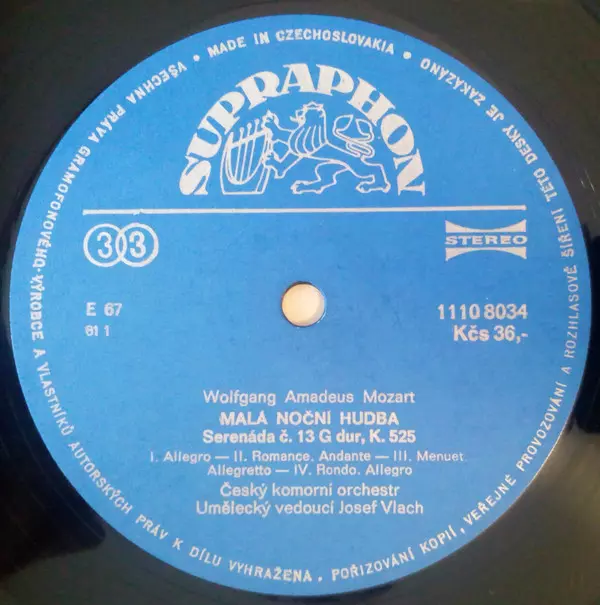 VŠECHNA PRÁVA GRAMOFONOVÉHO VÝROBCE A VLASTNÍKŮ AUTORSKÝCH PRÁV K DÍLU VYHRAŽENA. POŘIZOVÁNÍ KOPIÍ, VEŘEJNÉ PROVOZOVÁNÍ A ROZHLASOVÉ ŠÍŘENÍ TÉTO DESKY JE ZAKÁZÁNO • MADE IN CZECHOSLOVAKIA •
SUPRAPHON
33
STEREO
E 67
61 1
1110 8034
Kčs 36,-
Wolfgang Amadeus Mozart
MALÁ NOČNÍ HUDBA
Serenáda č. 13 G dur, K. 525
I. Allegro — II. Romance. Andante — III. Menuet.
Allegretto — IV. Rondo. Allegro
Český komorní orchestr
Umělecký vedoucí Josef Vlach